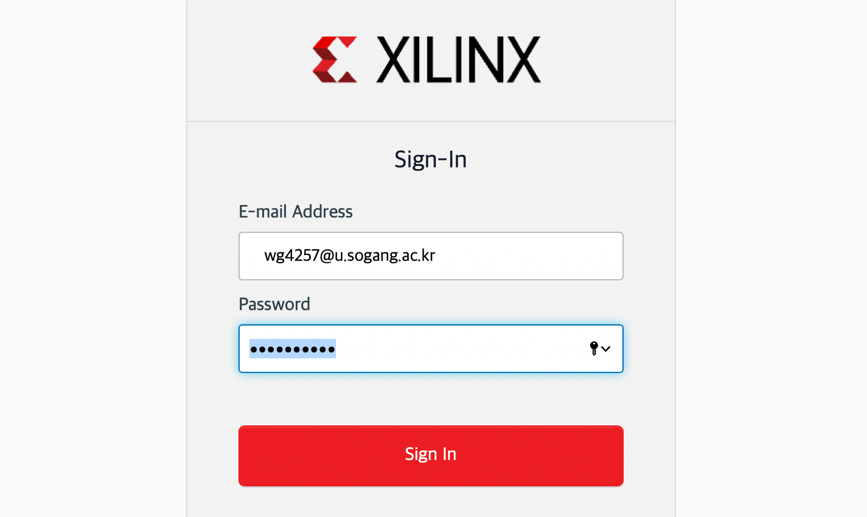 XILINX
Sign-In
E-mail Address
wg4257@u.sogang.ac.kr
Password
••••••••••
Sign In